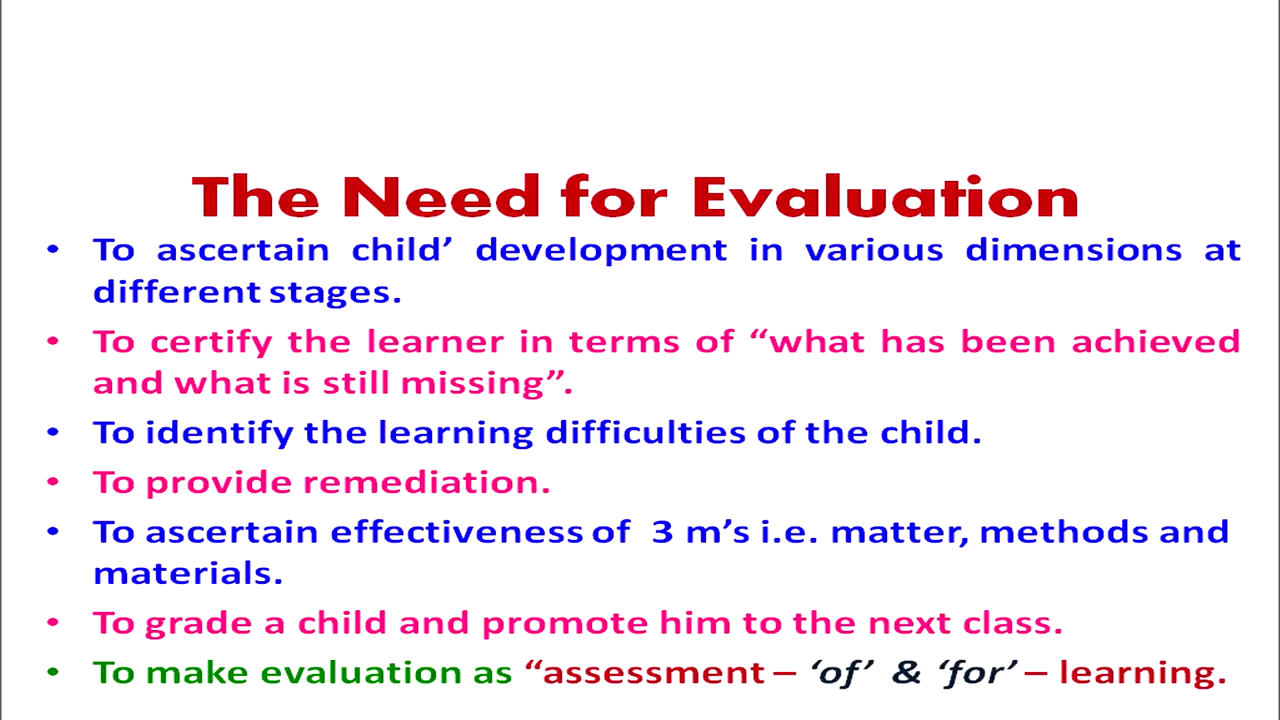 The Need for Evaluation
• To ascertain child’ development in various dimensions at
different stages.
• To certify the learner in terms of “what has been achieved
and what is still missing”.
• To identify the learning difficulties of the child.
• To provide remediation.
• To ascertain effectiveness of 3 m’s i.e. matter, methods and
materials.
• To grade a child and promote him to the next class.
• To make evaluation as “assessment – ‘of’ & ‘for’ – learning.